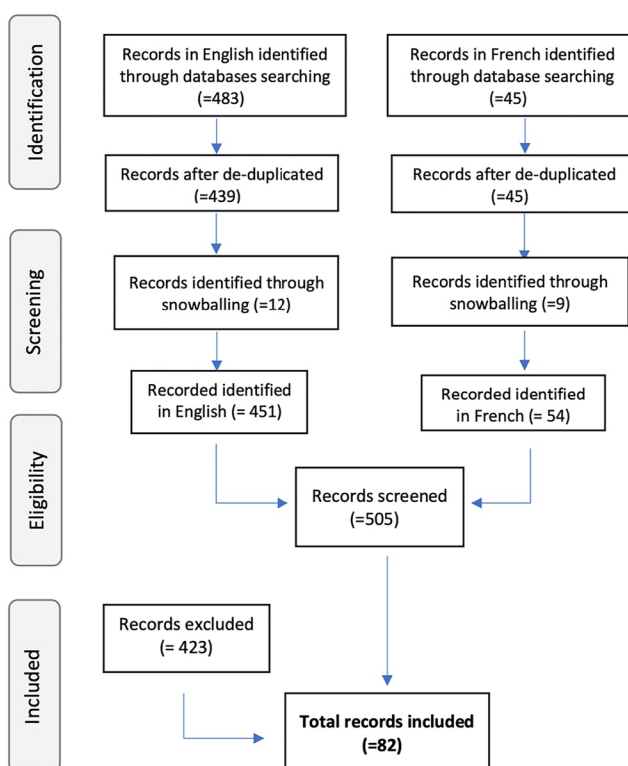 Identification
Records in English identified
through databases searching
(=483)
Records in French identified
through database searching
(=45)
Records after de-duplicated
(=439)
Records after de-duplicated
(=45)
Screening
Records identified through
snowballing (=12)
Records identified through
snowballing (=9)
Recorded identified
in English (= 451)
Recorded identified
in French (= 54)
Eligibility
Records screened
(=505)
Included
Records excluded
(= 423)
Total records included
(=82)